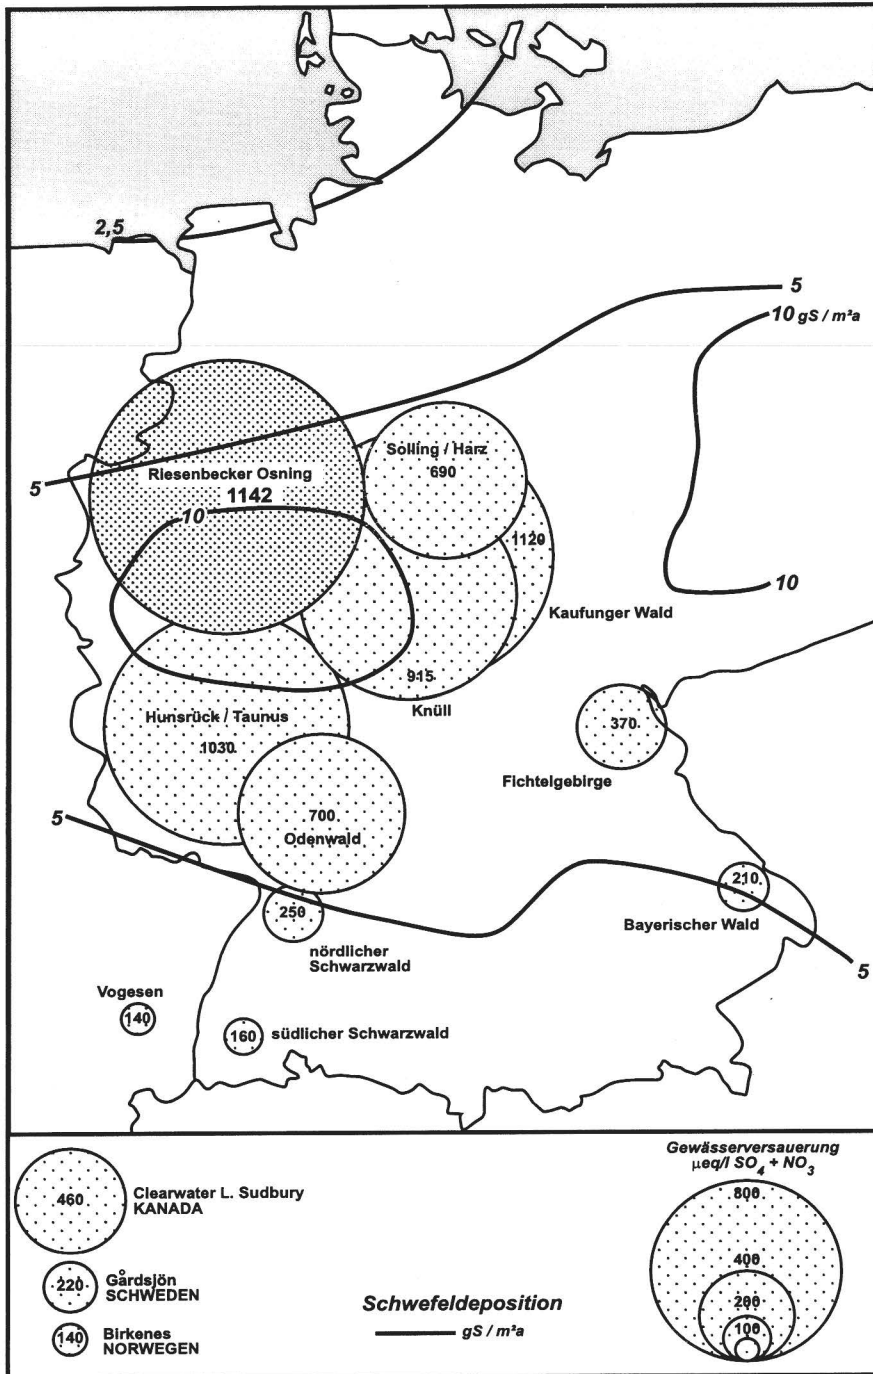 2,5
5
10 gS / m²a
Solling / Harz
690
Riesenbecker Osning
1142
5
10
1120
10
Kaufunger Wald
915
Knüll
Hunsrück / Taunus
1030
370
Fichtelgebirge
700
Odenwald
5
210
250
Bayerischer Wald
nördlicher
Schwarzwald
5
Vogesen
140
160
südlicher Schwarzwald
460
Clearwater L. Sudbury
KANADA
220
Gårdsjön
SCHWEDEN
140
Birkenes
NORWEGEN
Schwefeldeposition
gS / m²a
Gewässerversauerung
µeq/l SO4 + NO3
800
400
200
100